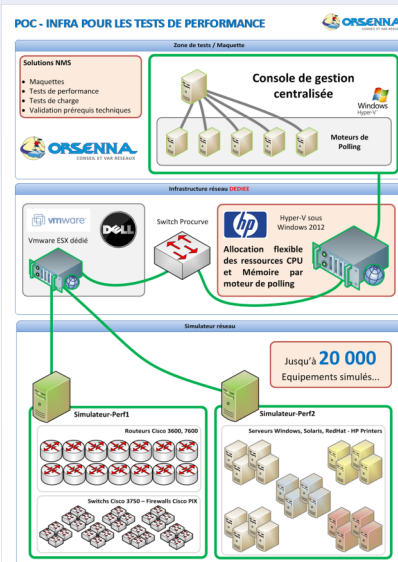 POC - INFRA POUR LES TESTS DE PERFORMANCE
ORSENNA
CONSEIL ET VAR RÉSEAUX
Zone de tests / Maquette
Solutions NMS
• Maquettes
• Tests de performance
• Tests de charge
• Validation prérequis techniques
ORSENNA
CONSEIL ET VAR RÉSEAUX
Console de gestion
centralisée
Windows
Hyper-V
Moteurs de
Polling
Infrastructure réseau DEDIEE
vmware
DELL
Vmware ESX dédié
Switch Procurve
hp
Hyper-V sous
Windows 2012
Allocation flexible
des ressources CPU
et Mémoire par
moteur de polling
Simulateur réseau
Jusqu'à 20 000
Equipements simulés...
Simulateur-Perf1
Routeurs Cisco 3600, 7600
Switchs Cisco 3750 – Firewalls Cisco PIX
Simulateur-Perf2
Serveurs Windows, Solaris, RedHat - HP Printers